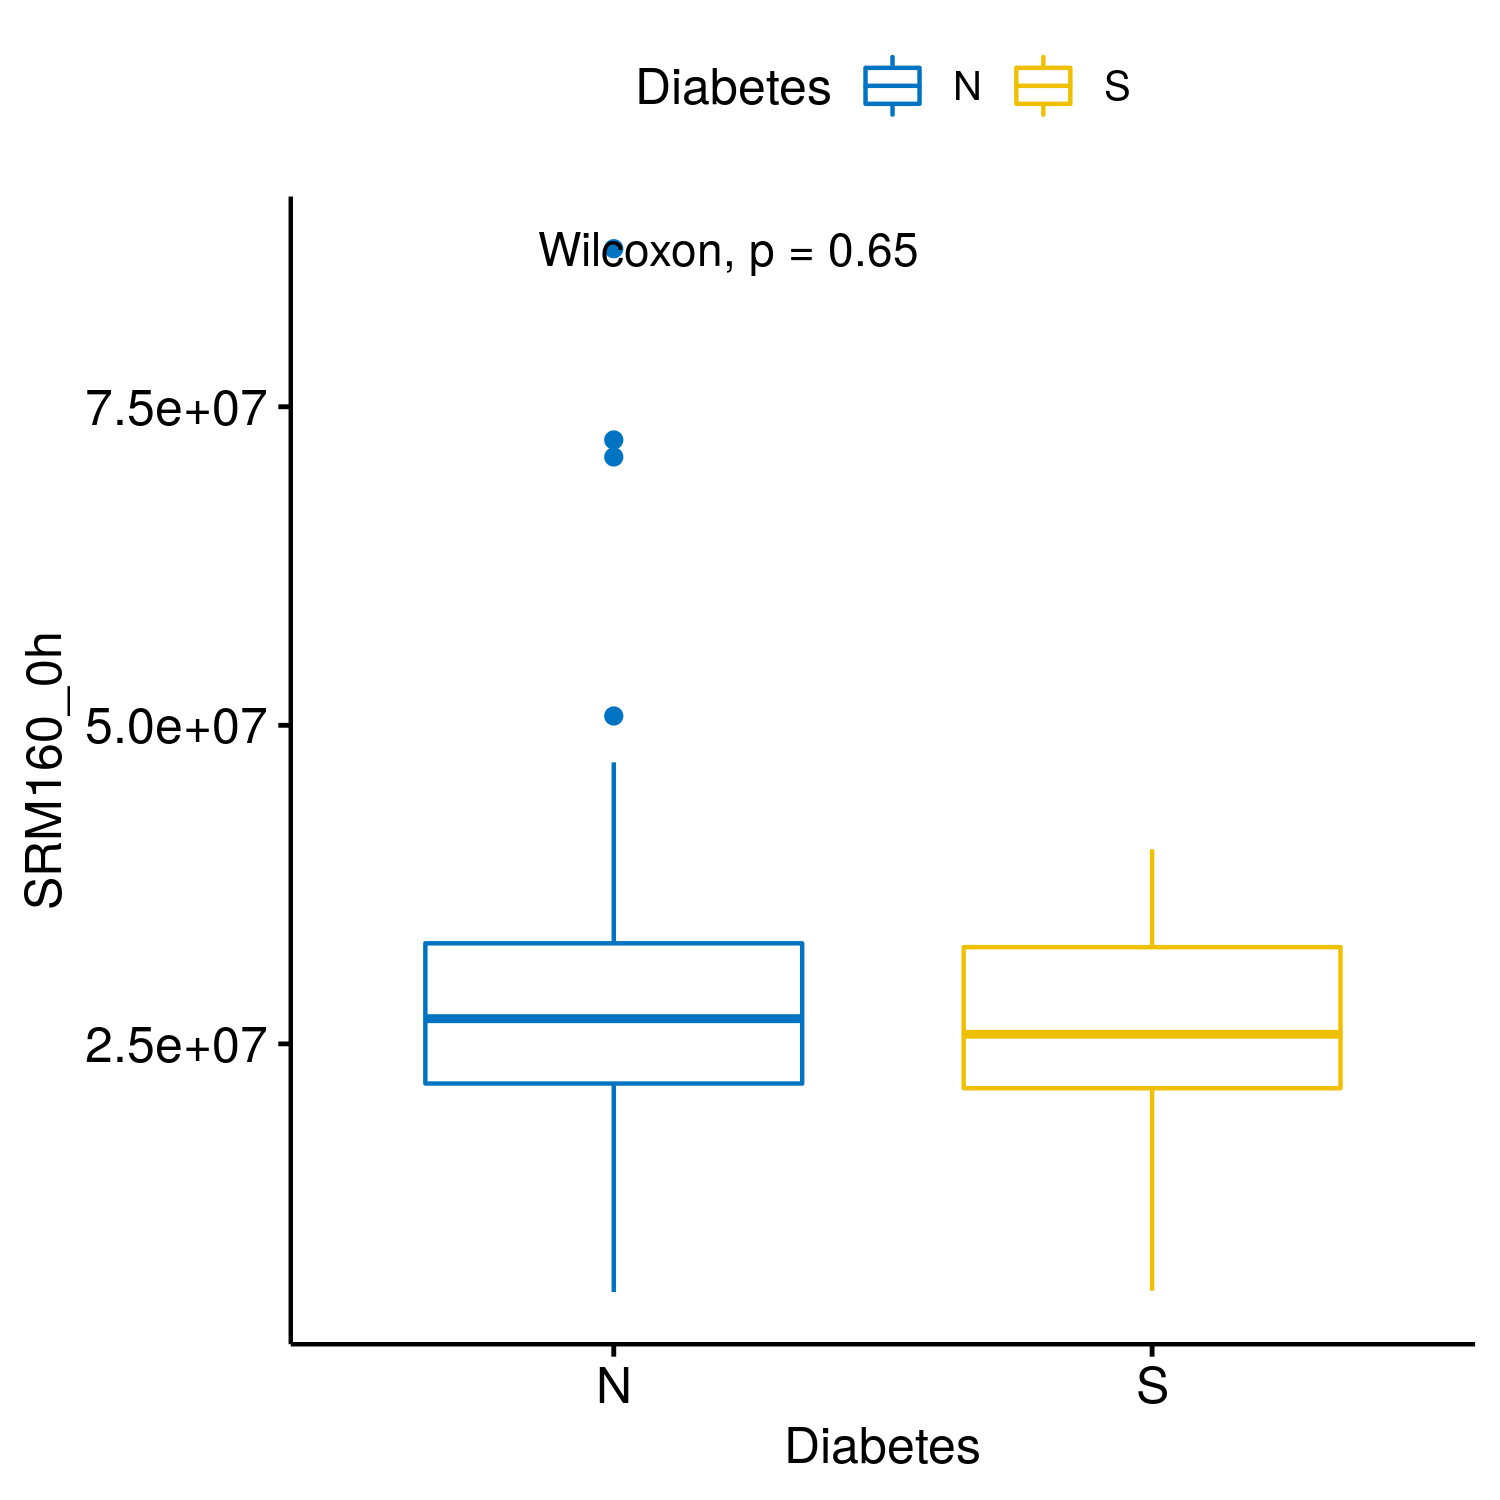 Diabetes N S
Wilcoxon, p = 0.65
7.5e+07
5.0e+07
2.5e+07
SRM160_0h
N S
Diabetes